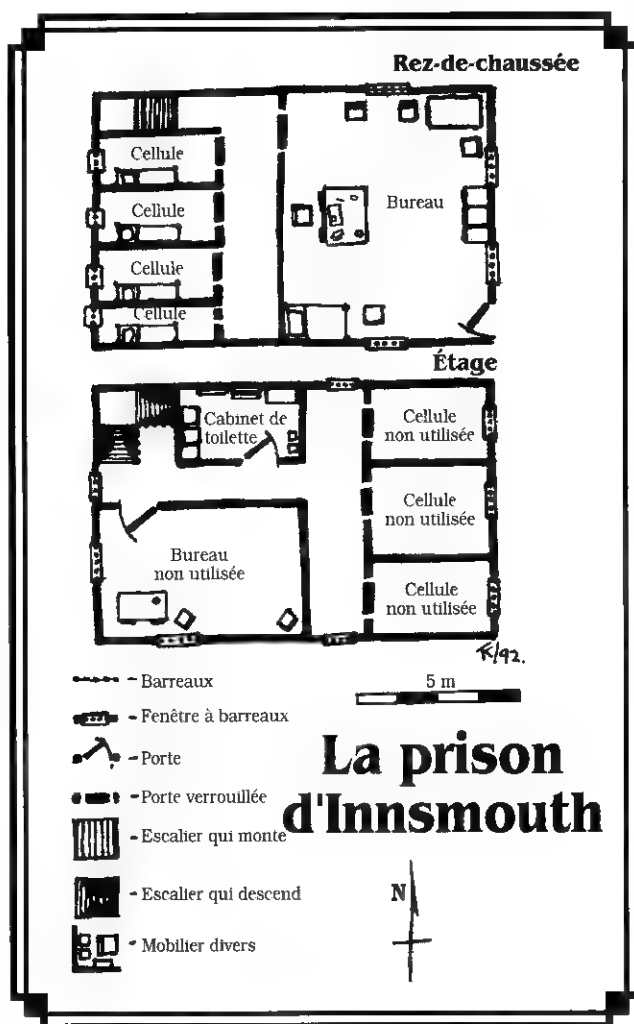 Rez-de-chaussée
Cellule
Cellule
Bureau
Cellule
Cellule
Étage
Cabinet de
toilette
Cellule
non utilisée
Cellule
non utilisée
Bureau
non utilisée
Cellule
non utilisée
/92.
- Barreaux
5 m
- Fenêtre à barreaux
- Porte
- Porte verrouillée
- Escalier qui monte
- Escalier qui descend
- Mobilier divers
La prison
d'Innsmouth
N